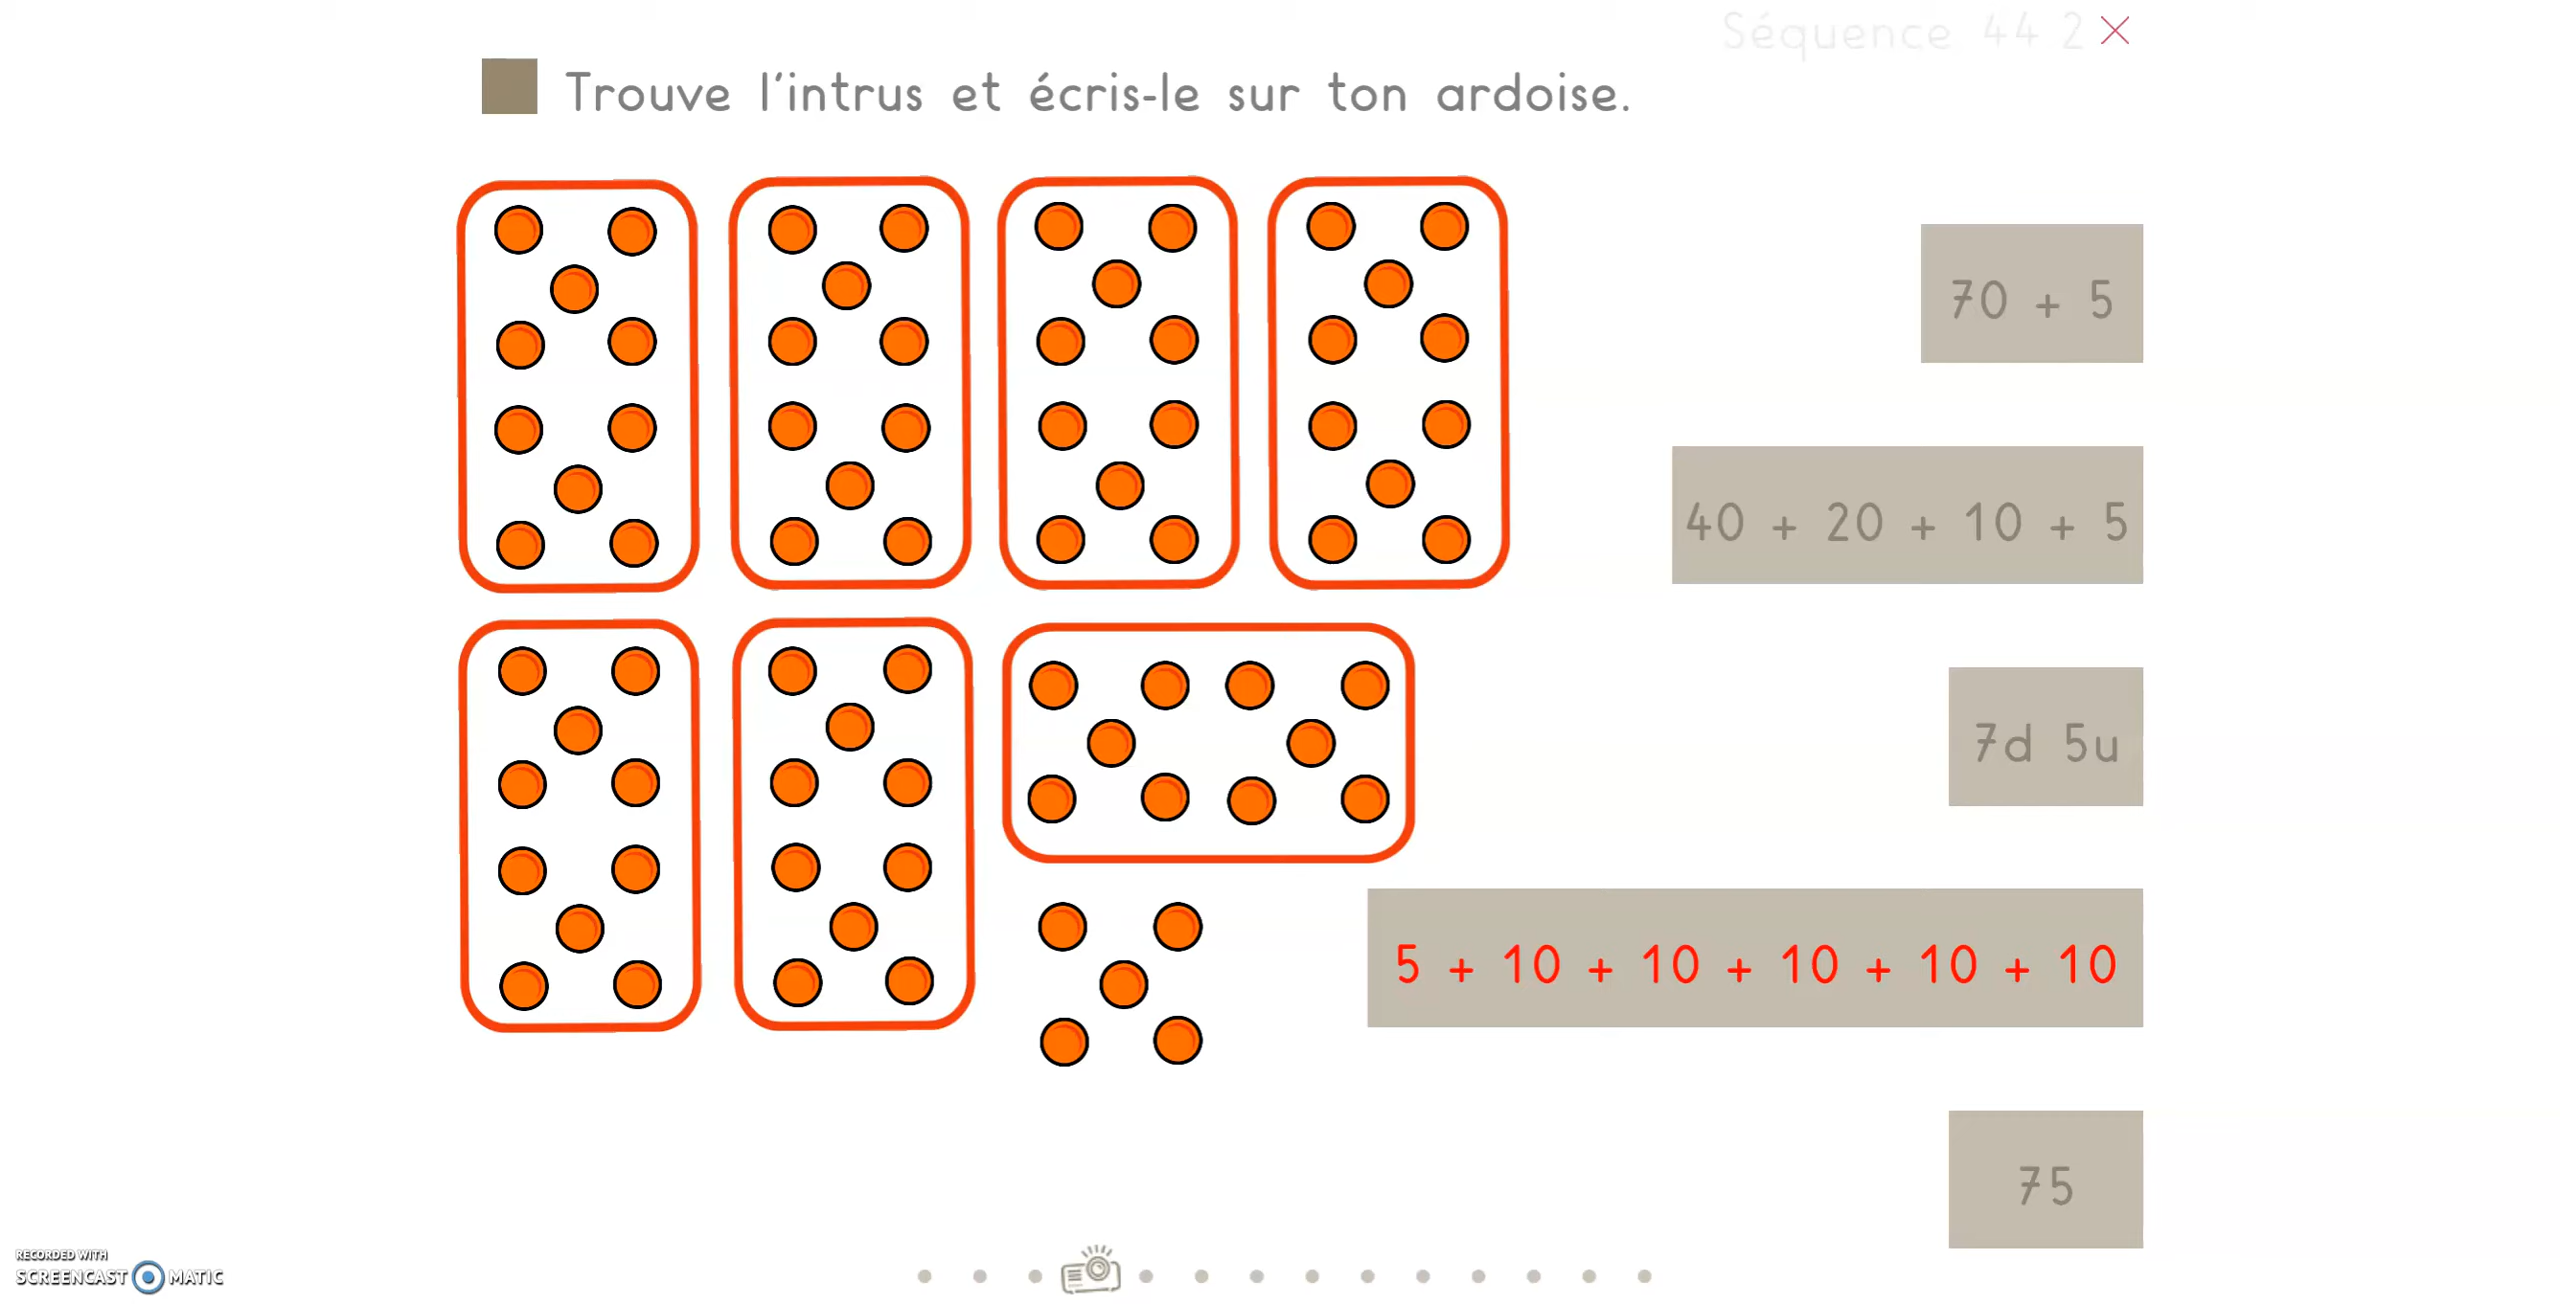 Séquence 44 2
Trouve l'intrus et écris-le sur ton ardoise.
70 + 5
40 + 20 + 10 + 5
7d 5u
5 + 10 + 10 + 10 + 10 + 10
75
RECORDED WITH
SCREENCAST MATIC